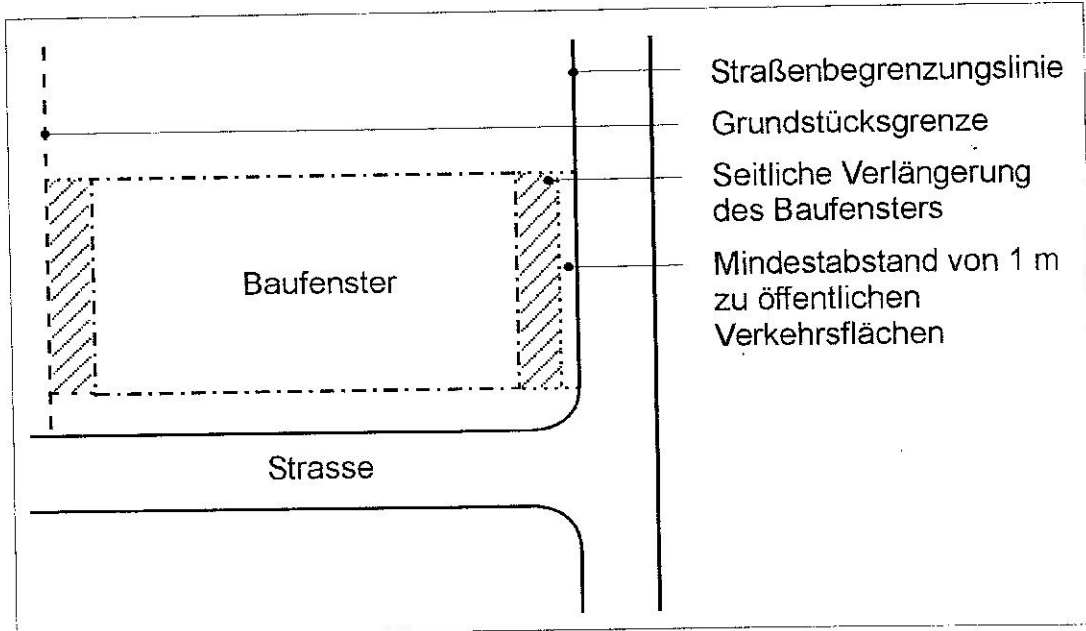 Straßenbegrenzungslinie
Grundstücksgrenze
Seitliche Verlängerung
des Baufensters
Mindestabstand von 1 m
zu öffentlichen
Verkehrsflächen
Baufenster
Strasse